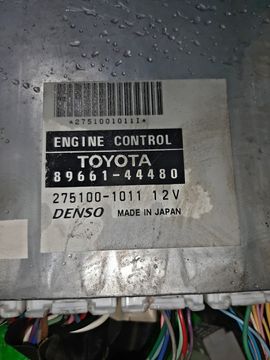 *2751001011I*
ENGINE CONTROL
TOYOTA
89661-44480
275100-1011 12V
DENSO MADE IN JAPAN